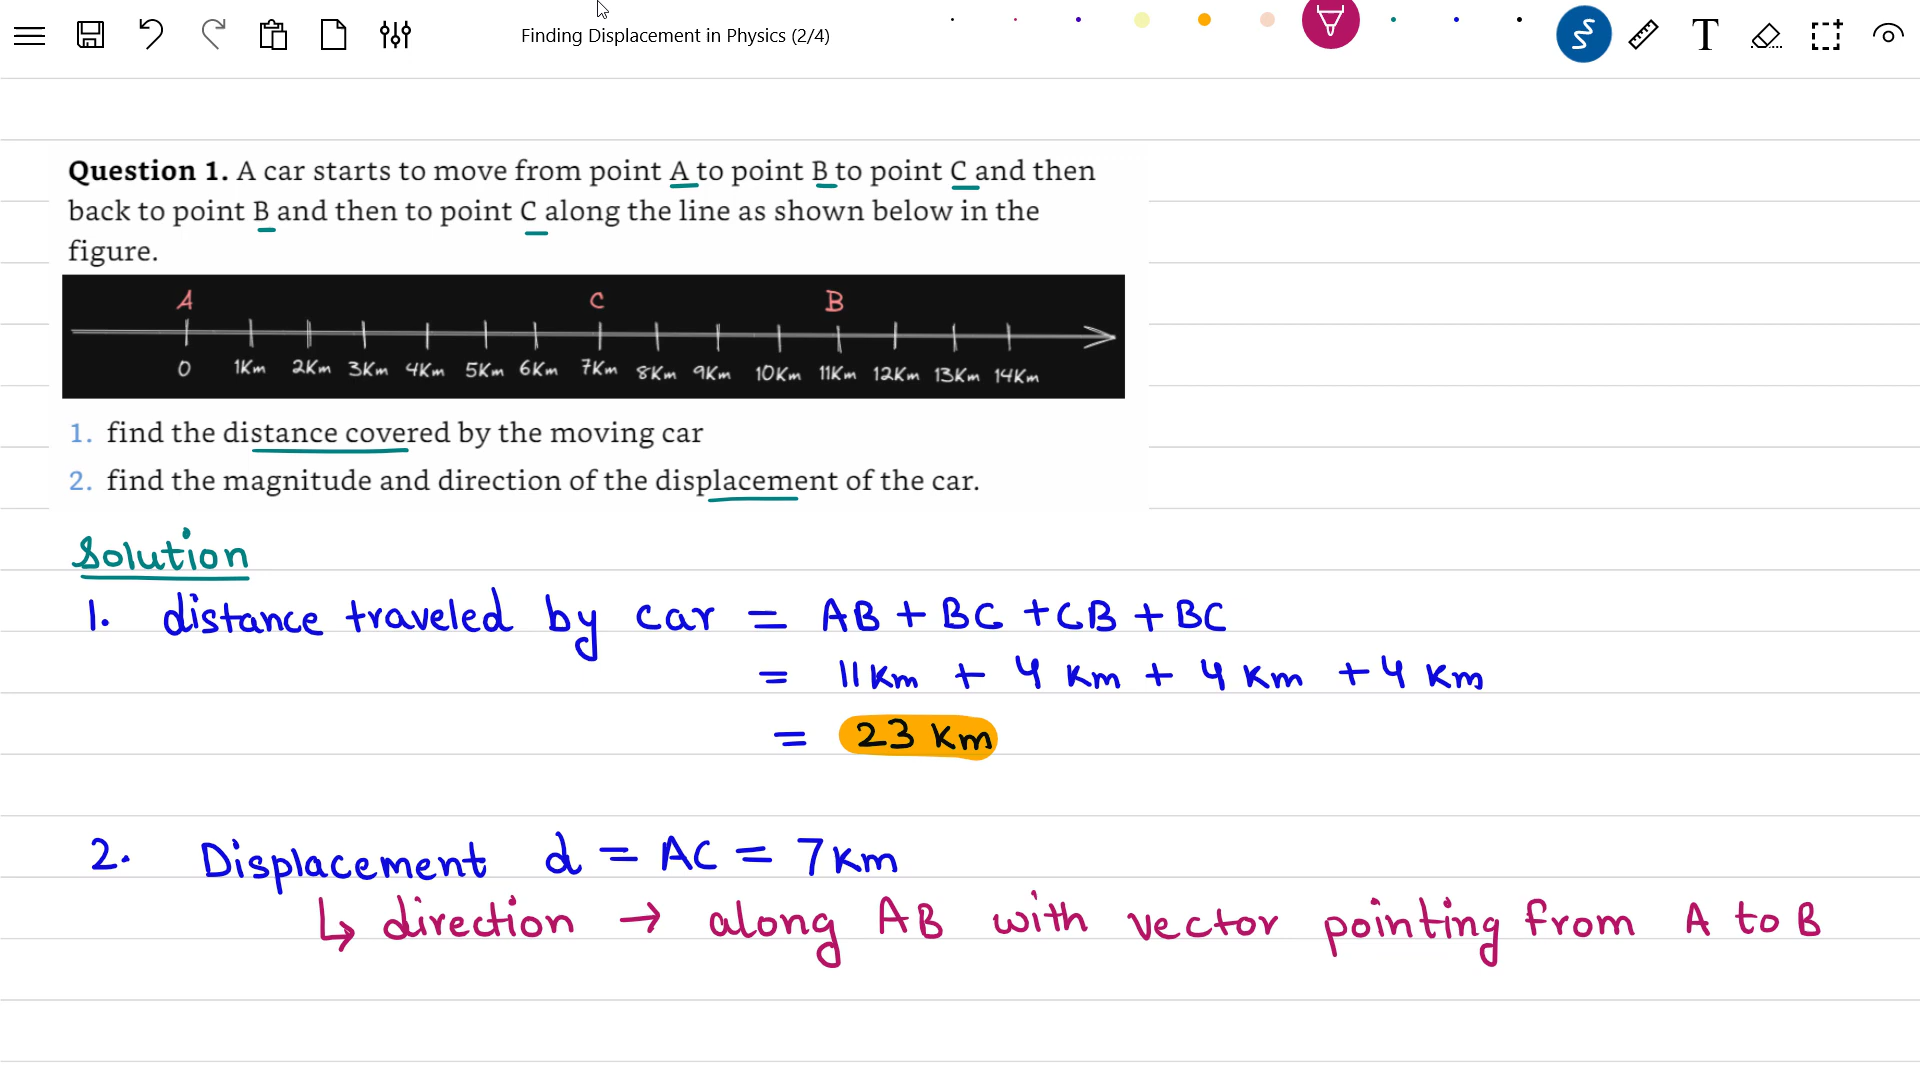 Finding Displacement in Physics (2/4)
T
Question 1. A car starts to move from point A to point B to point C and then
back to point B and then to point C along the line as shown below in the
figure.
A C B
0 1Km 2Km 3Km 4Km 5Km 6Km 7Km 8Km 9Km 10Km 11Km 12Km 13Km 14Km
1. find the distance covered by the moving car
2. find the magnitude and direction of the displacement of the car.
Solution
1. distance traveled by car = AB + BC + CB + BC
= 11 Km + 4 Km + 4 Km + 4 Km
= 23 Km
2. Displacement d = AC = 7 Km
↳ direction → along AB with vector pointing from A to B